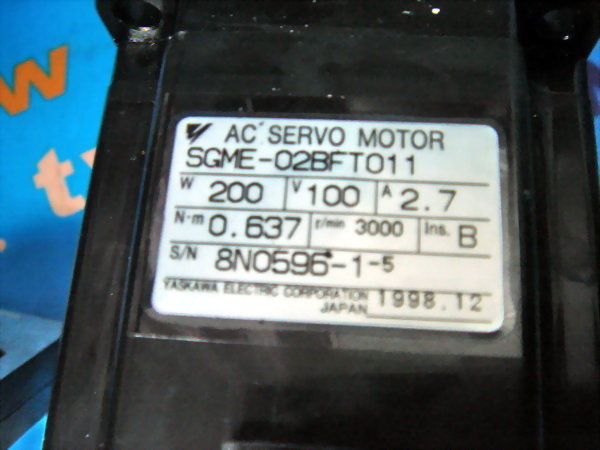 AC SERVO MOTOR
SGME-02BFT011
W 200 V 100 A 2.7
N·m 0.637 r/min 3000 Ins. B
S/N 8N0596-1-5
YASKAWA ELECTRIC CORPORATION
JAPAN 1998.12
w